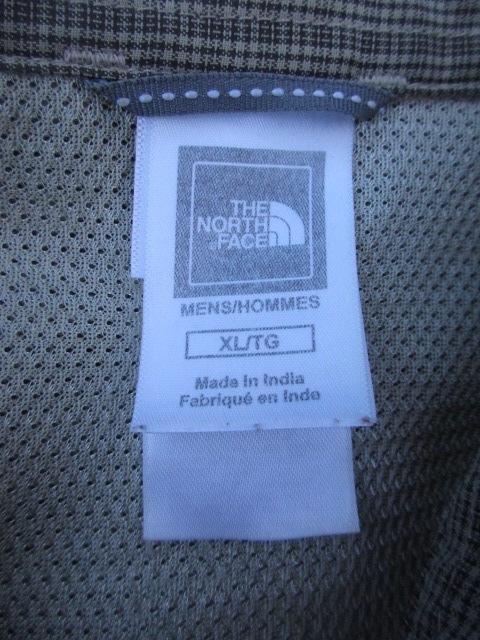 THE
NORTH
FACE
MENS/HOMMES
XL/TG
Made in India
Fabriqué en Inde